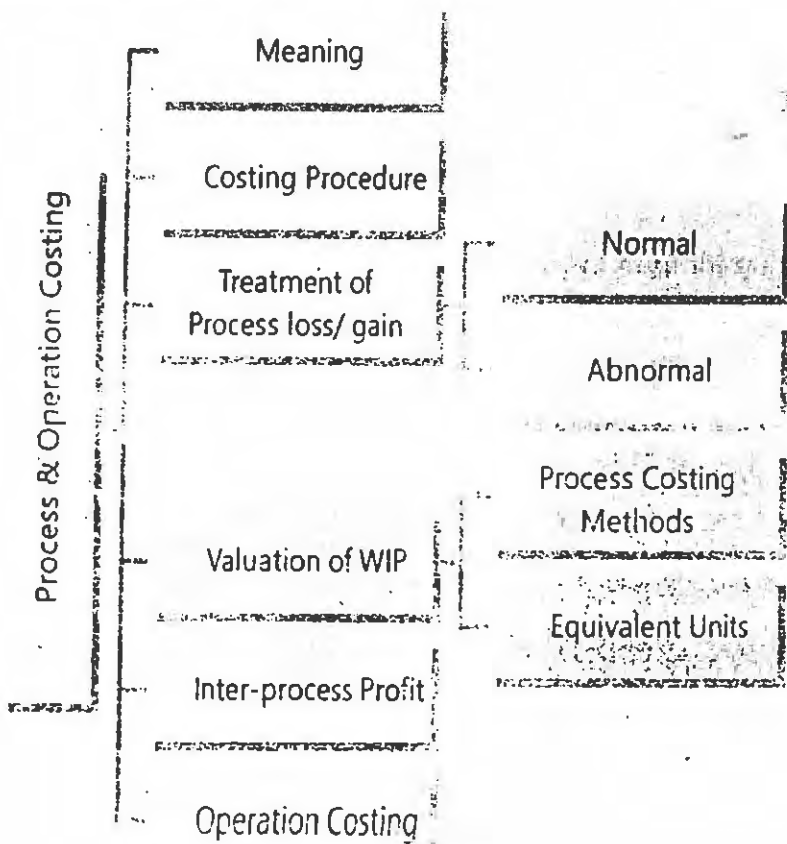 Process & Operation Costing
Meaning
Costing Procedure
Treatment of
Process loss/ gain
Normal
Abnormal
Valuation of WIP
Process Costing
Methods
Equivalent Units
Inter-process Profit
Operation Costing